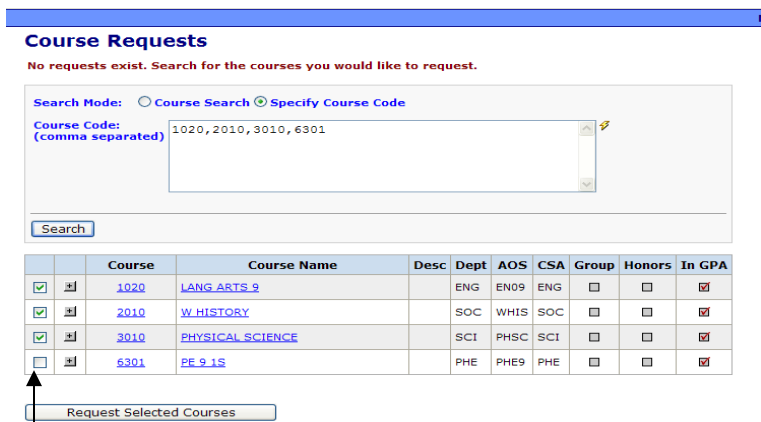 Course Requests
No requests exist. Search for the courses you would like to request.
Search Mode: Course Search Specify Course Code
Course Code:
(comma separated)
1020,2010,3010,6301
Search
Course Course Name Desc Dept AOS CSA Group Honors In GPA
1020 LANG ARTS 9 ENG EN09 ENG
2010 W HISTORY SOC WHIS SOC
3010 PHYSICAL SCIENCE SCI PHSC SCI
6301 PE 9 1S PHE PHE9 PHE
Request Selected Courses